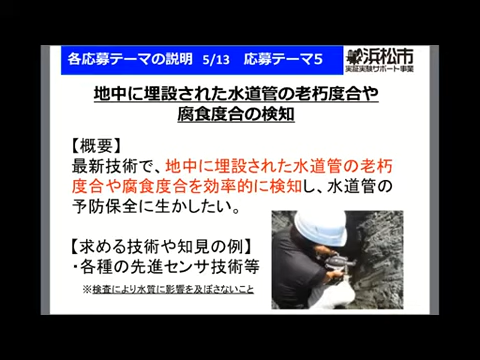 各応募テーマの説明 5/13 応募テーマ5
浜松市
実証実験サポート事業
地中に埋設された水道管の老朽度合や
腐食度合の検知
【概要】
最新技術で、地中に埋設された水道管の老朽
度合や腐食度合を効率的に検知し、水道管の
予防保全に生かしたい。
【求める技術や知見の例】
・各種の先進センサ技術等
※検査により水質に影響を及ぼさないこと